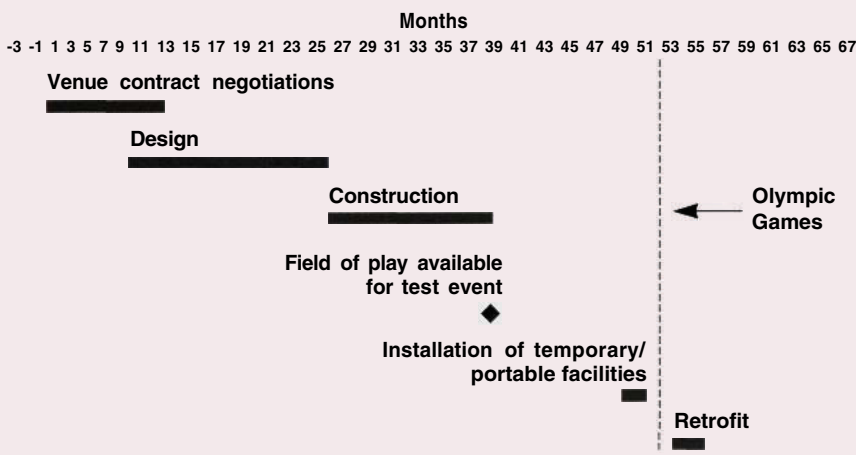 Months
-3 -1 1 3 5 7 9 11 13 15 17 19 21 23 25 27 29 31 33 35 37 39 41 43 45 47 49 51 53 55 57 59 61 63 65 67
Venue contract negotiations
Design
Construction
Olympic
Games
Field of play available
for test event
Installation of temporary/
portable facilities
Retrofit